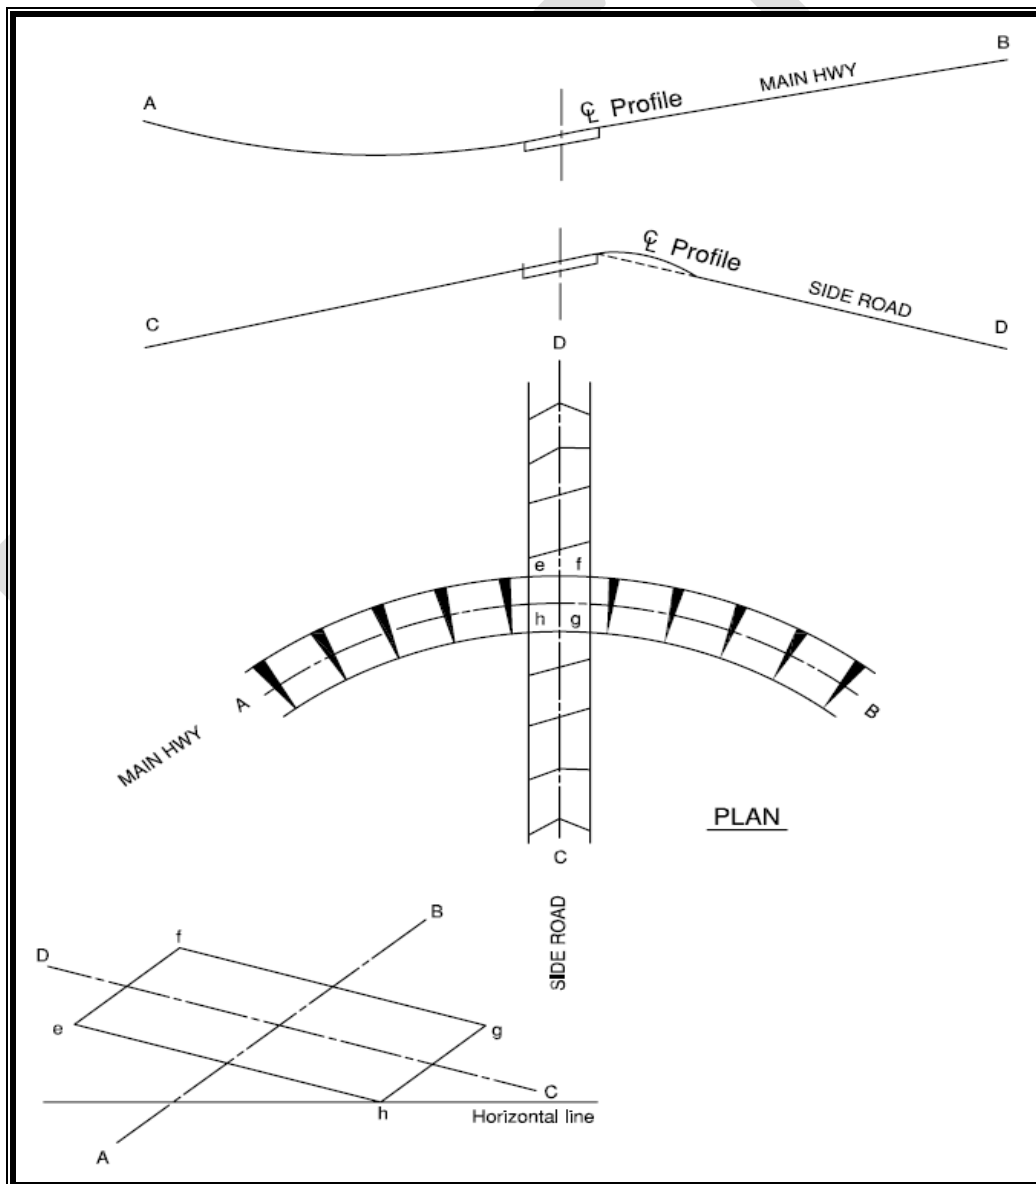 B
MAIN HWY
A
℄ Profile
℄ Profile
SIDE ROAD
C
D
D
e f
h g
A
B
MAIN HWY
PLAN
C
SIDE ROAD
B
f
D
e
g
C
h
Horizontal line
A